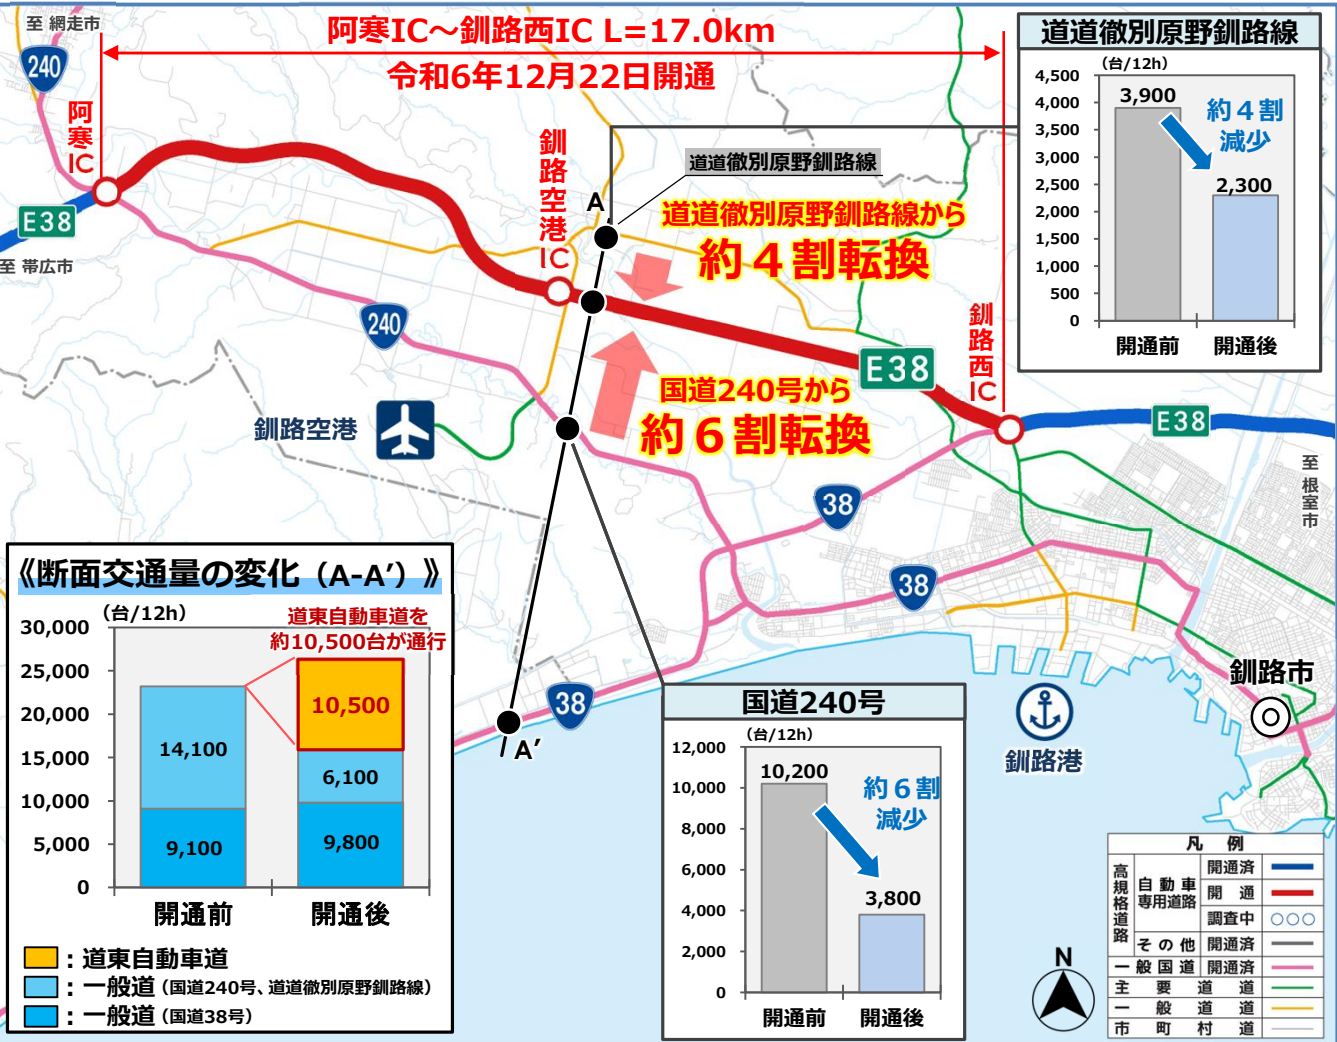 至 網走市
阿寒IC～釧路西IC L=17.0km
令和6年12月22日開通
240
阿寒IC
E38
至 帯広市
釧路空港IC
道道徹別原野釧路線
A
道道徹別原野釧路線から
約４割転換
240
国道240号から
約６割転換
E38
釧路西IC
E38
至 根室市
釧路空港
38
38
38
A′
釧路市
釧路港
道道徹別原野釧路線
(台/12h)
4,500
4,000
3,500
3,000
2,500
2,000
1,500
1,000
500
0
3,900
約４割
減少
2,300
開通前
開通後
《断面交通量の変化（A-A′）》
(台/12h)
道東自動車道を
約10,500台が通行
30,000
25,000
20,000
15,000
10,000
5,000
0
14,100
9,100
10,500
6,100
9,800
開通前
開通後
：道東自動車道
：一般道（国道240号、道道徹別原野釧路線）
：一般道（国道38号）
国道240号
(台/12h)
12,000
10,000
8,000
6,000
4,000
2,000
0
10,200
約６割
減少
3,800
開通前
開通後
N
凡 例
高規格道路
自動車専用道路
開通済
開 通
調査中
その他
開通済
一般国道
開通済
主要道道
一般道道
市町村道